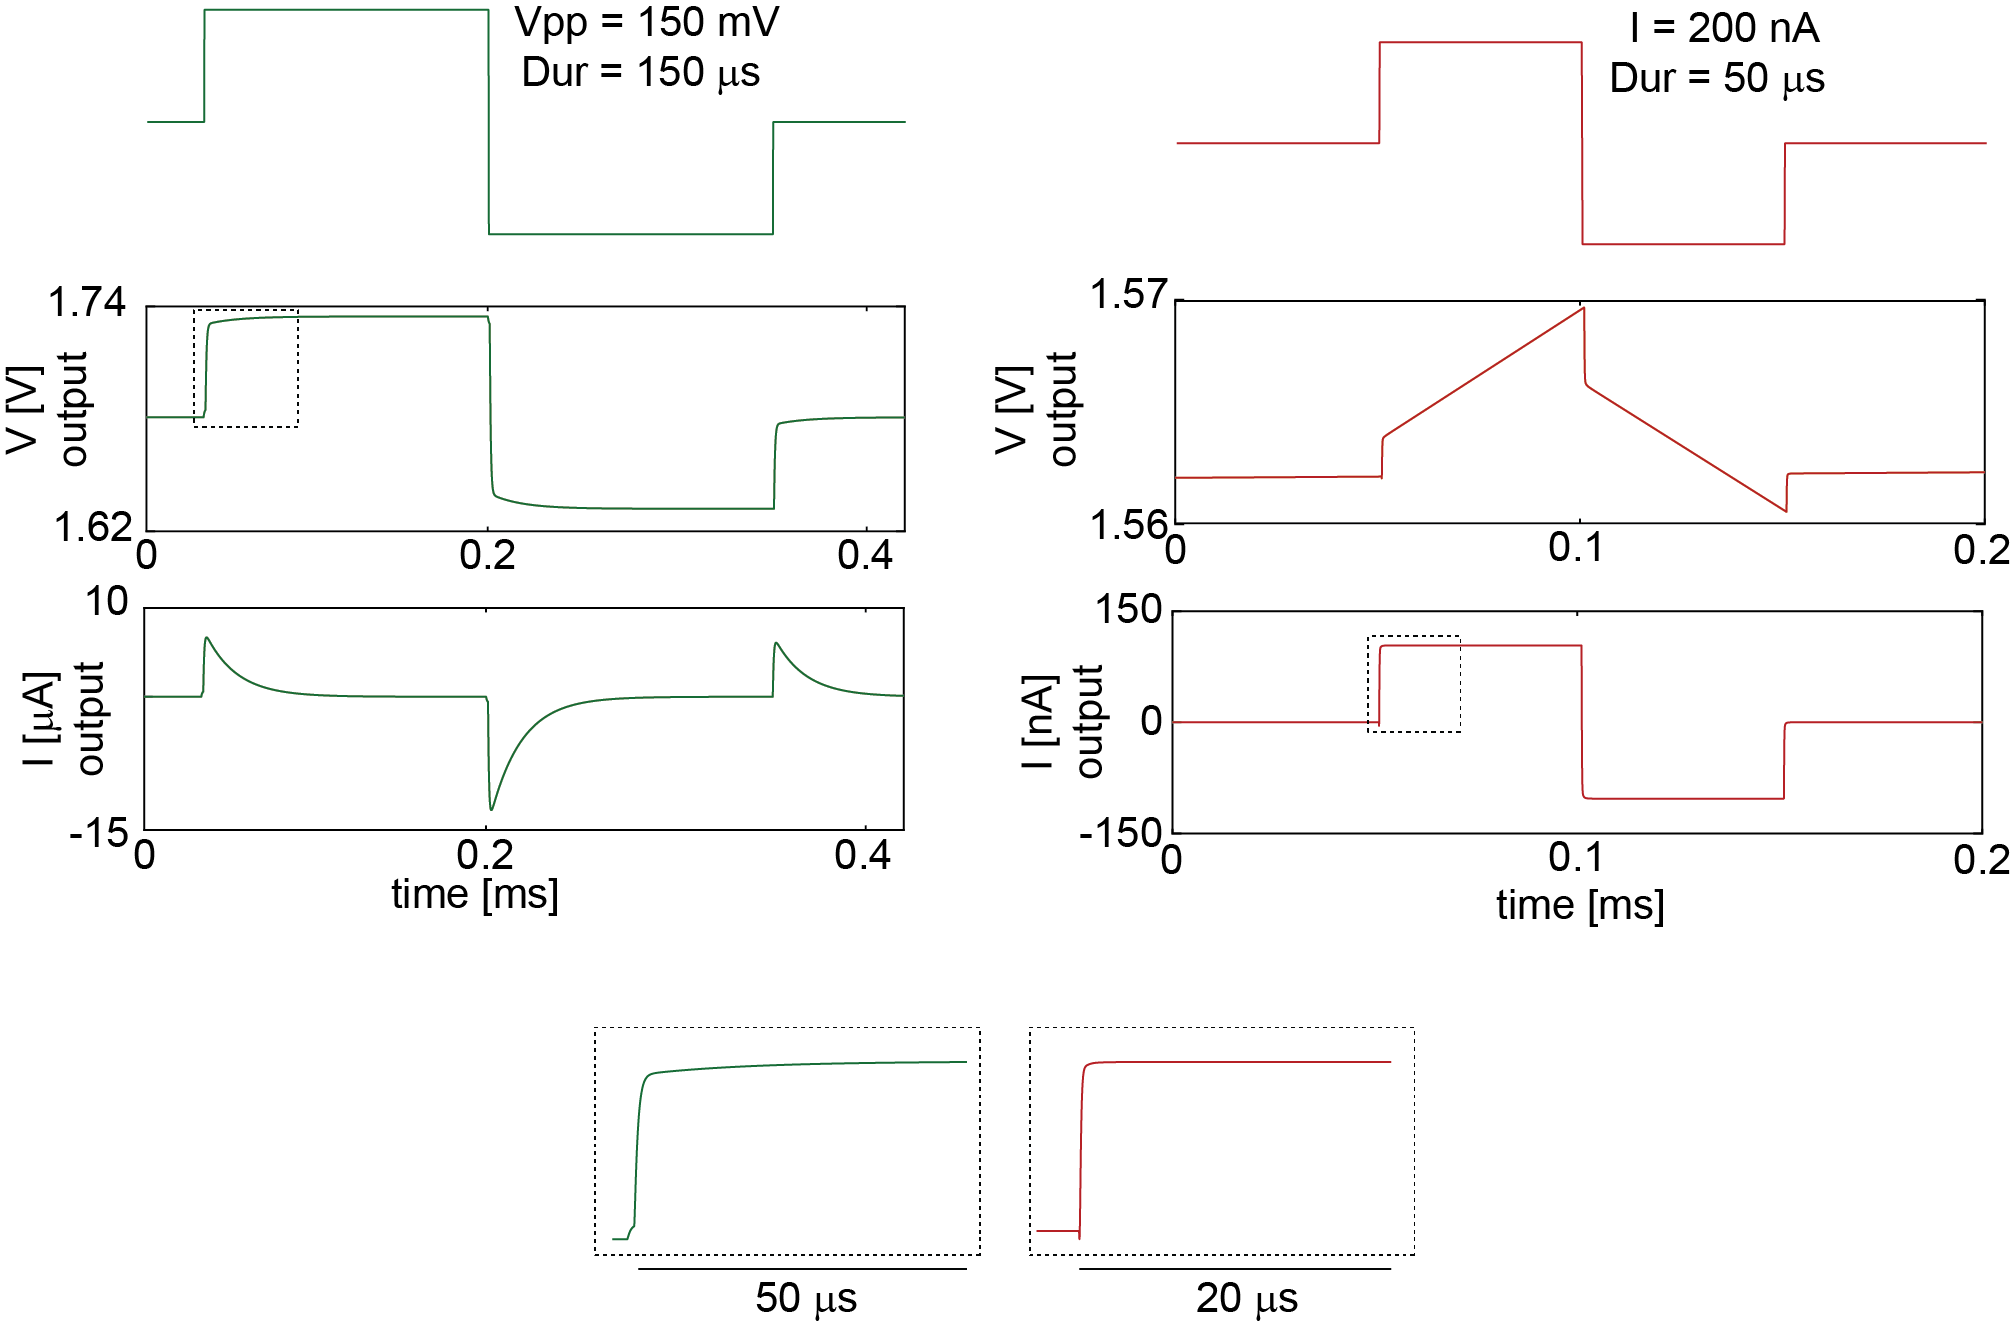 Vpp = 150 mV
Dur = 150 μs
1.74
1.62
V [V]
output
0
0.2
0.4
10
-15
I [μA]
output
0
0.2
0.4
time [ms]
I = 200 nA
Dur = 50 μs
1.57
1.56
V [V]
output
0
0.1
0.2
150
0
-150
I [nA]
output
0
0.1
0.2
time [ms]
50 μs
20 μs